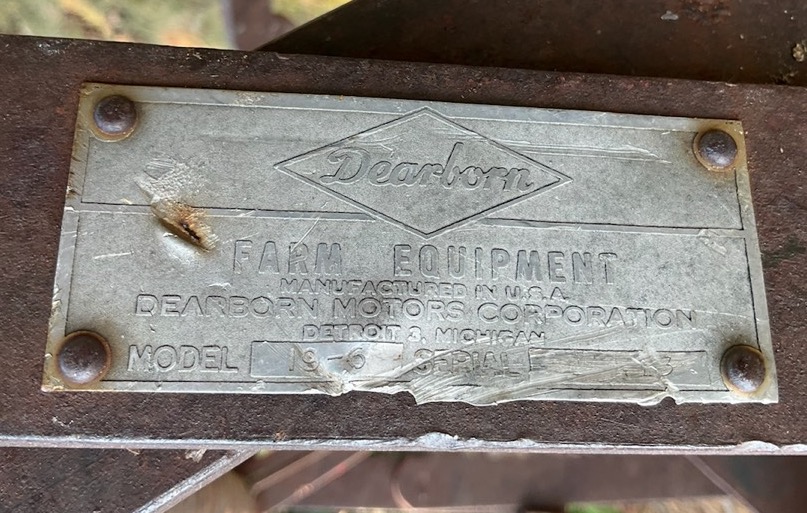 Dearborn
FARM EQUIPMENT
MANUFACTURED IN U.S.A.
DEARBORN MOTORS CORPORATION
DETROIT 3, MICHIGAN
MODEL 19-6 SERIAL